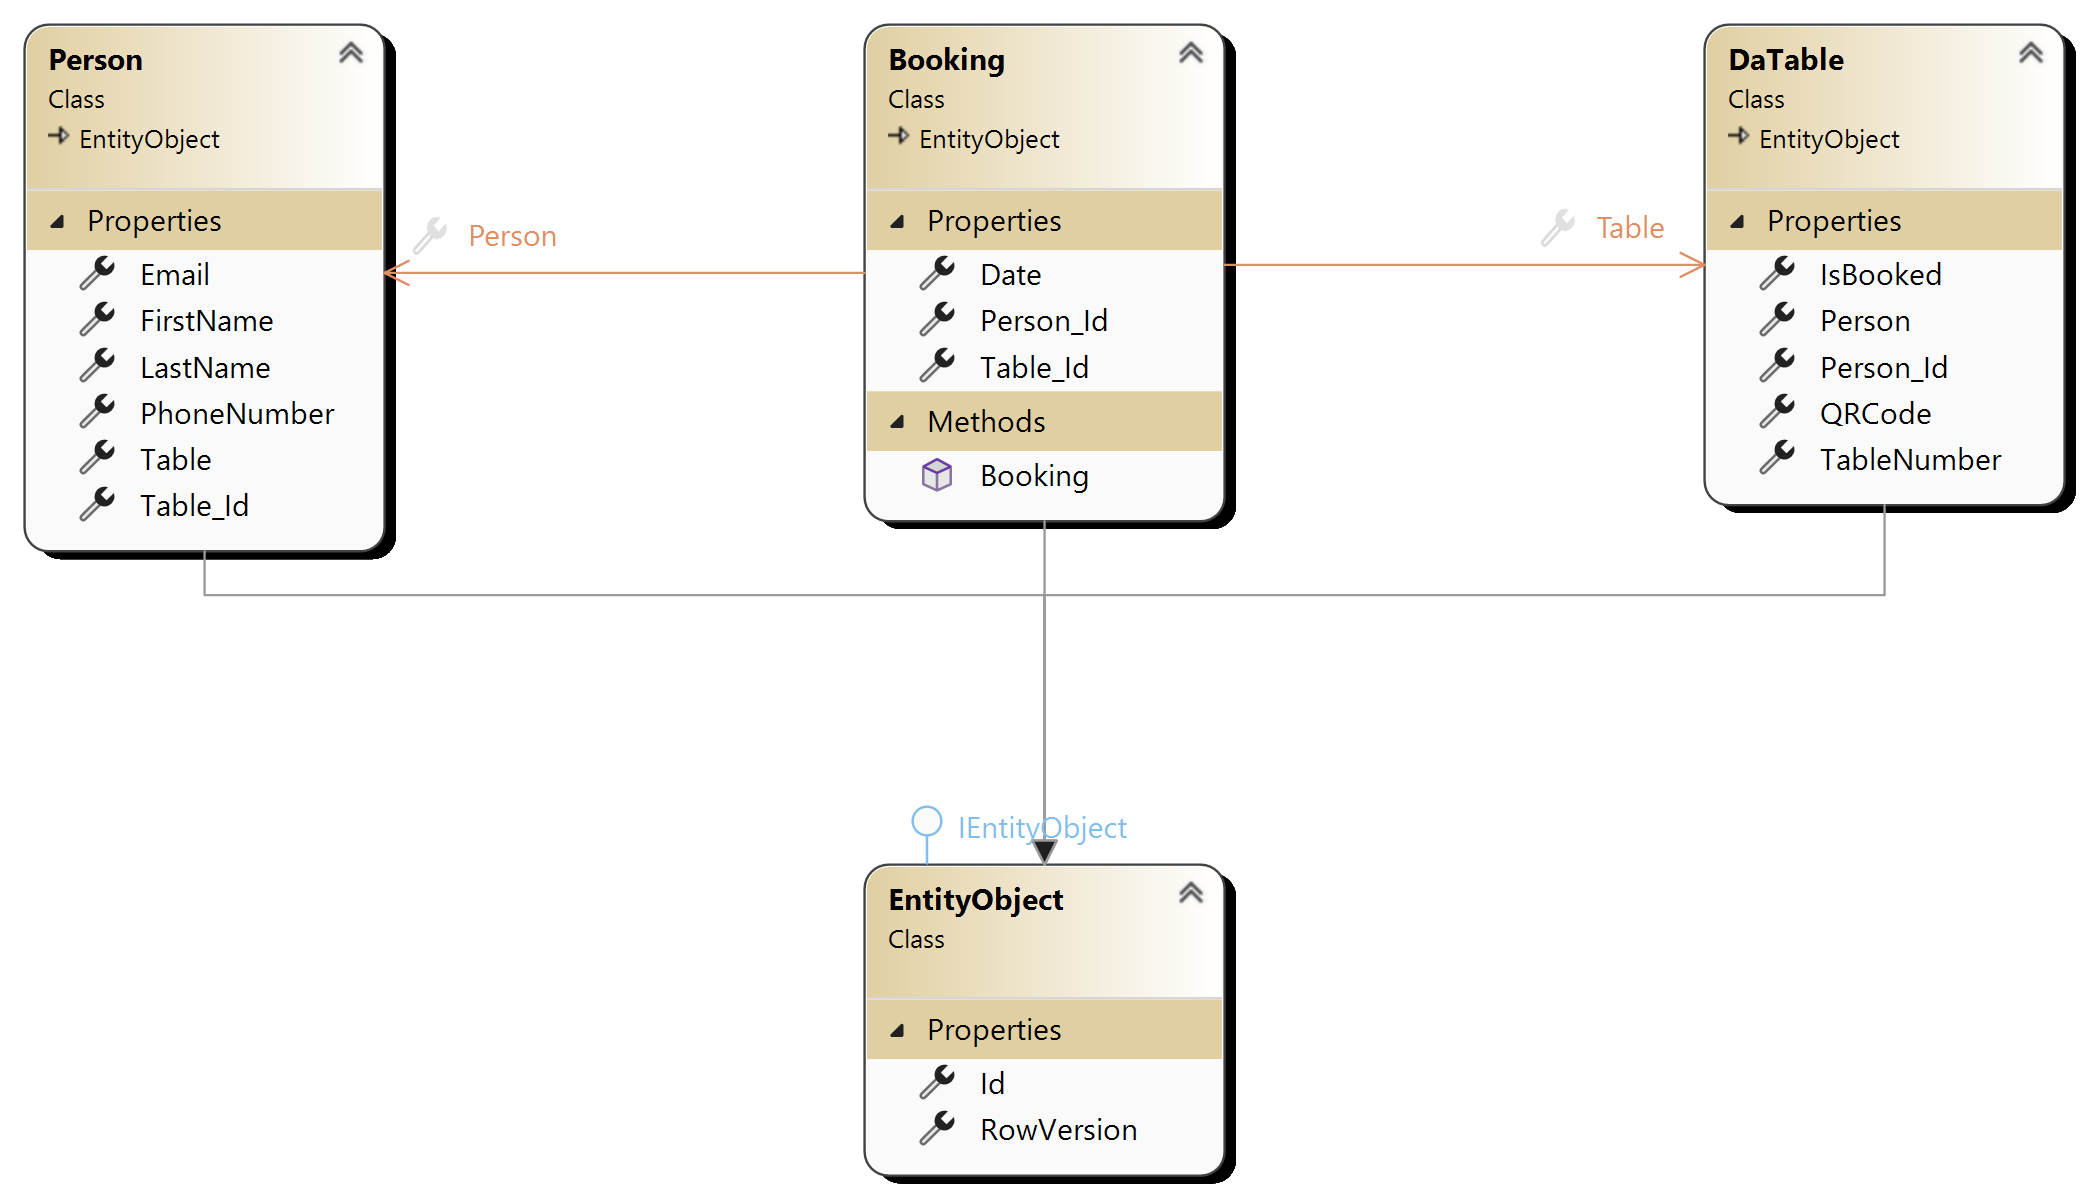 Person
Class
EntityObject
Properties
Email
FirstName
LastName
PhoneNumber
Table
Table_Id
Person
Booking
Class
EntityObject
Properties
Date
Person_Id
Table_Id
Methods
Booking
Table
DaTable
Class
EntityObject
Properties
IsBooked
Person
Person_Id
QRCode
TableNumber
IEntityObject
EntityObject
Class
Properties
Id
RowVersion